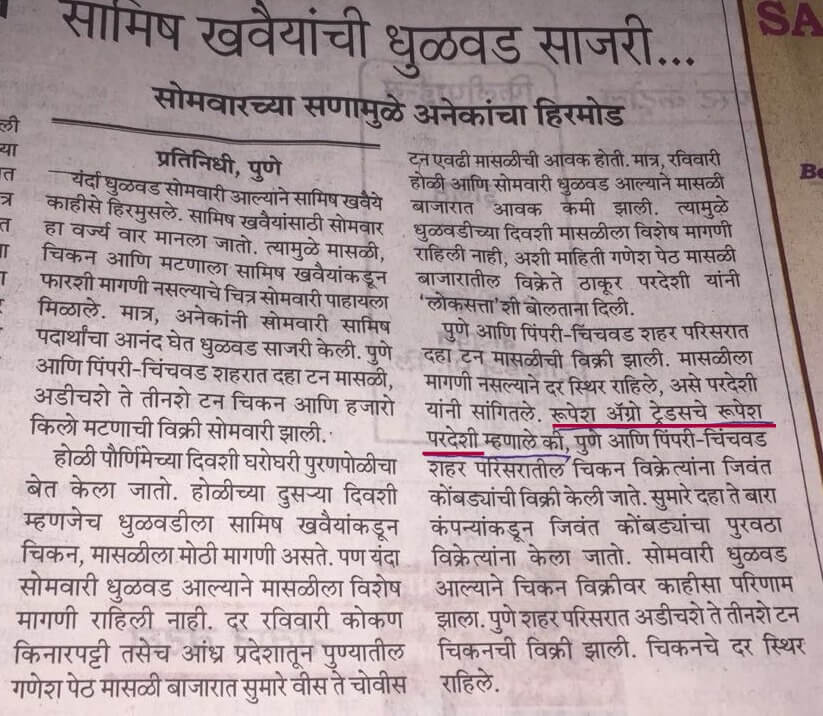 सामिष खवैयांची धुळवड साजरी...
सोमवारच्या सणामुळे अनेकांचा हिरमोड
प्रतिनिधी, पुणे
यंदा धुळवड सोमवारी आल्याने सामिष खवैये
काहीसे हिरमुसले. सामिष खवैयांसाठी सोमवार
हा वर्ज्य वार मानला जातो. त्यामुळे मासळी,
चिकन आणि मटणाला सामिष खवैयांकडून
फारशी मागणी नसल्याचे चित्र सोमवारी पाहायला
मिळाले. मात्र, अनेकांनी सोमवारी सामिष
पदार्थांचा आनंद घेत धुळवड साजरी केली. पुणे
आणि पिंपरी-चिंचवड शहरात दहा टन मासळी,
अडीचशे ते तीनशे टन चिकन आणि हजारो
किलो मटणाची विक्री सोमवारी झाली.
होळी पौर्णिमेच्या दिवशी घरोघरी पुरणपोळीचा
बेत केला जातो. होळीच्या दुसऱ्या दिवशी
म्हणजेच धुळवडीला सामिष खवैयांकडून
चिकन, मासळीला मोठी मागणी असते. पण यंदा
सोमवारी धुळवड आल्याने मासळीला विशेष
मागणी राहिली नाही. दर रविवारी कोकण
किनारपट्टी तसेच आंध्र प्रदेशातून पुण्यातील
गणेश पेठ मासळी बाजारात सुमारे वीस ते चोवीस
टन एवढी मासळीची आवक होती. मात्र, रविवारी
होळी आणि सोमवारी धुळवड आल्याने मासळी
बाजारात आवक कमी झाली. त्यामुळे
धुळवडीच्या दिवशी मासळीला विशेष मागणी
राहिली नाही, अशी माहिती गणेश पेठ मासळी
बाजारातील विक्रेते ठाकूर परदेशी यांनी
'लोकसत्ता'शी बोलताना दिली.
पुणे आणि पिंपरी-चिंचवड शहर परिसरात
दहा टन मासळीची विक्री झाली. मासळीला
मागणी नसल्याने दर स्थिर राहिले, असे परदेशी
यांनी सांगितले. रूपेश ॲग्रो ट्रेडसचे रूपेश
परदेशी म्हणाले की, पुणे आणि पिंपरी-चिंचवड
शहर परिसरातील चिकन विक्रेत्यांना जिवंत
कोंबड्यांची विक्री केली जाते. सुमारे दहा ते बारा
कंपन्यांकडून जिवंत कोंबड्यांचा पुरवठा
विक्रेत्यांना केला जातो. सोमवारी धुळवड
आल्याने चिकन विक्रीवर काहीसा परिणाम
झाला. पुणे शहर परिसरात अडीचशे ते तीनशे टन
चिकनची विक्री झाली. चिकनचे दर स्थिर
राहिले.
SA